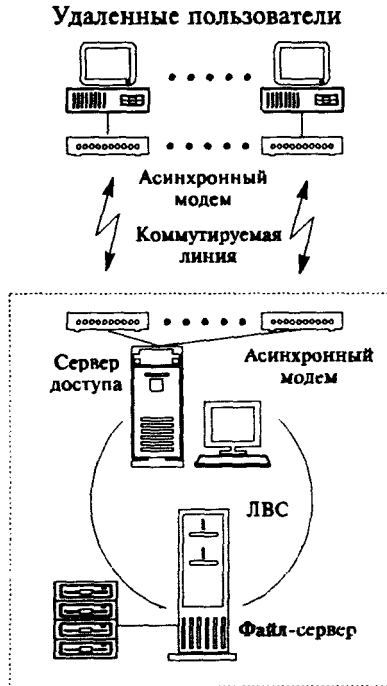 Удаленные пользователи
Асинхронный
модем
Коммутируемая
линия
Сервер
доступа
Асинхронный
модем
ЛВС
Файл-сервер